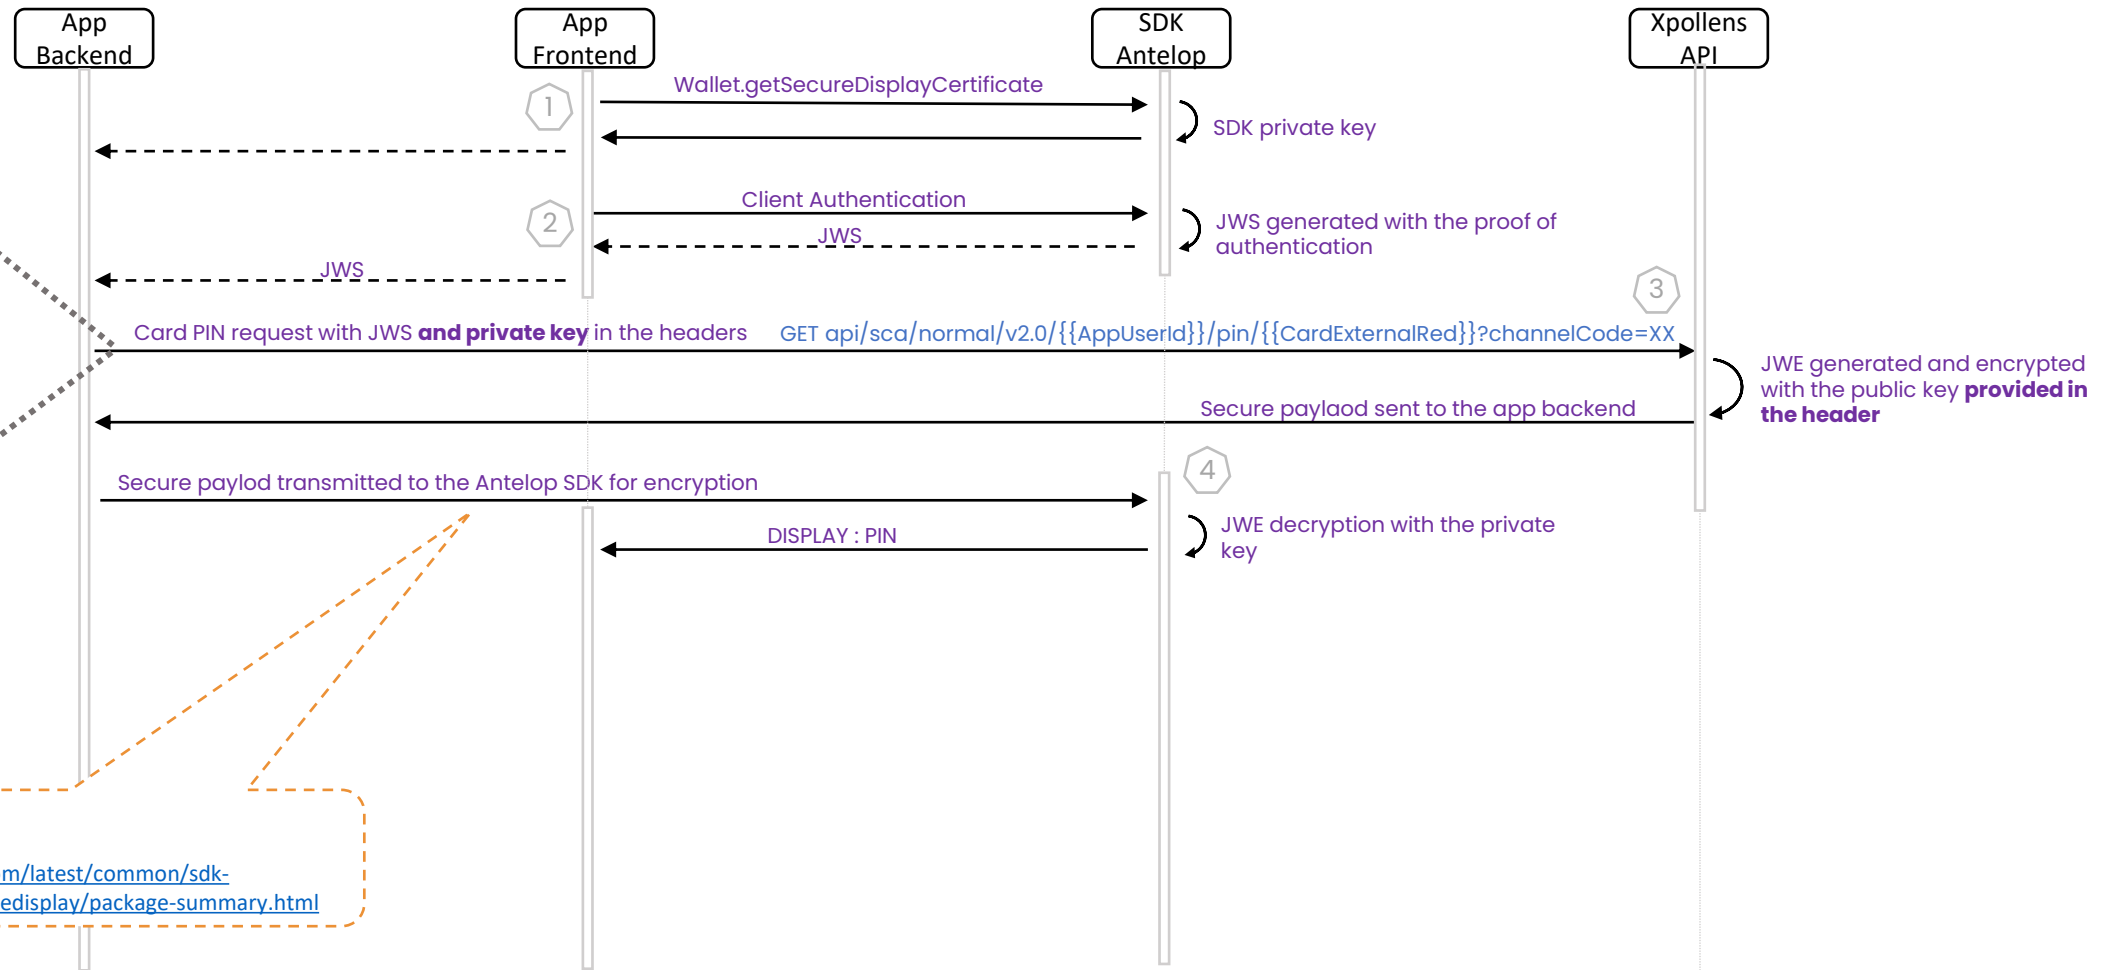 App
Backend
App
Frontend
SDK
Antelop
Xpollens
API
Wallet.getSecureDisplayCertificate
1
SDK private key
Client Authentication
2
JWS
JWS generated with the proof of
authentication
JWS
3
Card PIN request with JWS and private key in the headers
GET api/sca/normal/v2.0/{{AppUserId}}/pin/{{CardExternalRed}}?channelCode=XX
JWE generated and encrypted
with the public key provided in
the header
Secure paylaod sent to the app backend
4
Secure paylod transmitted to the Antelop SDK for encryption
JWE decryption with the private
key
DISPLAY : PIN
m/latest/common/sdk-
edisplay/package-summary.html